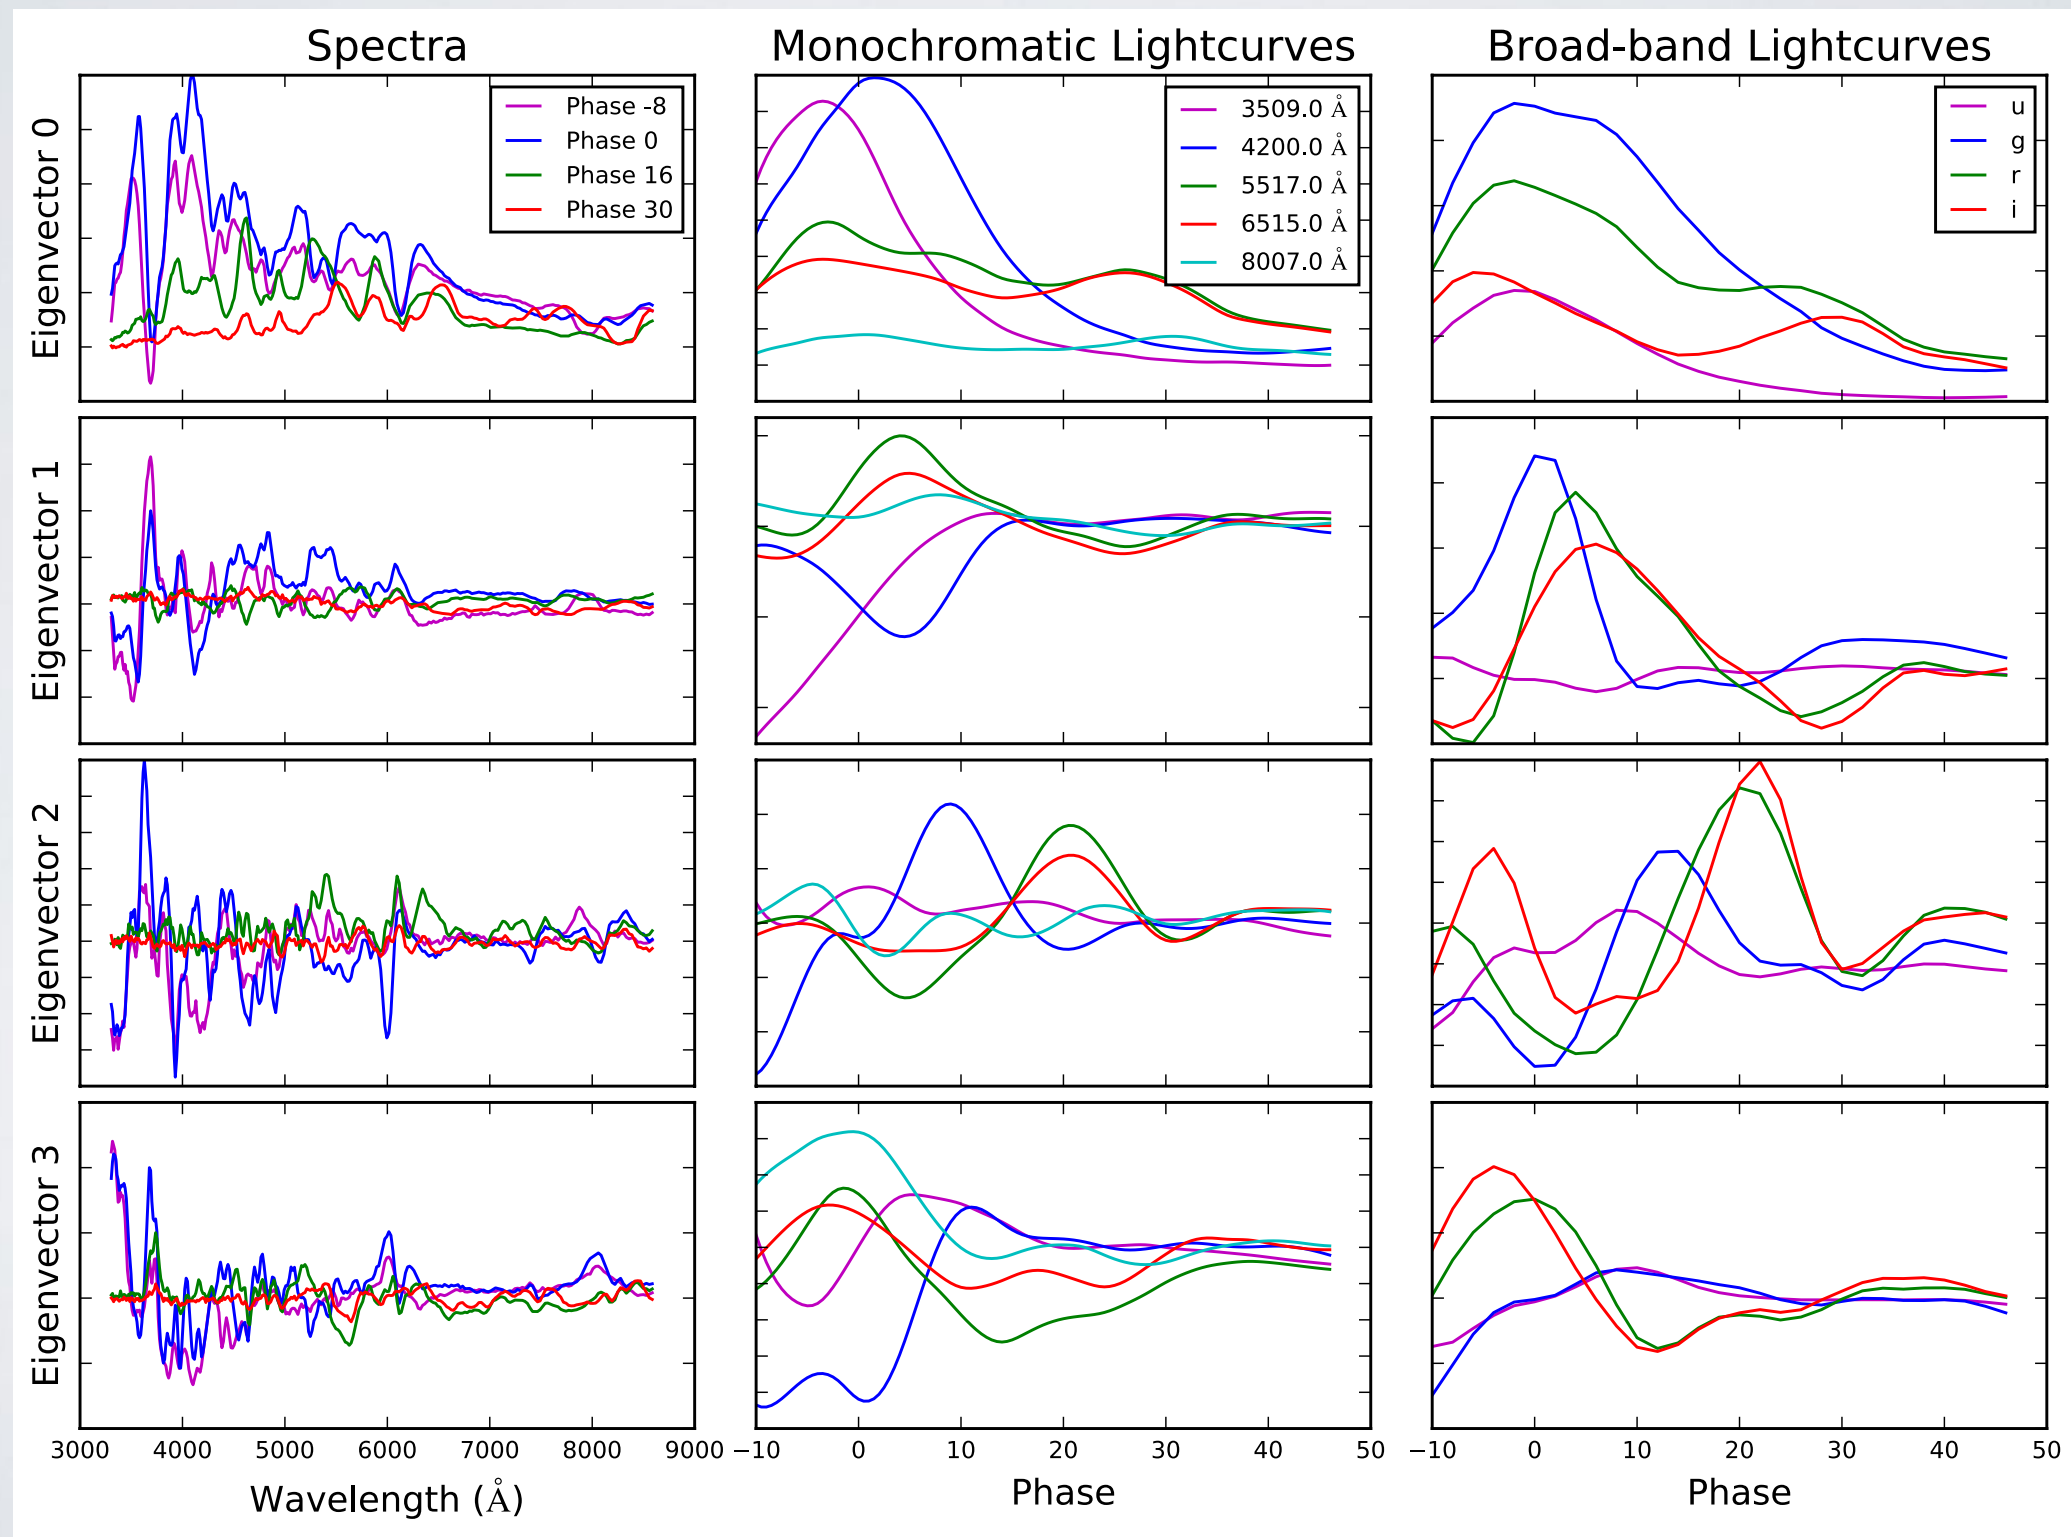 Spectra
Monochromatic Lightcurves
Broad-band Lightcurves
Eigenvector 0
Phase -8
Phase 0
Phase 16
Phase 30
3509.0 Å
4200.0 Å
5517.0 Å
6515.0 Å
8007.0 Å
u
g
r
i
Eigenvector 1
Eigenvector 2
Eigenvector 3
3000 4000 5000 6000 7000 8000 9000
−10 0 10 20 30 40 50
−10 0 10 20 30 40 50
Wavelength (Å)
Phase
Phase